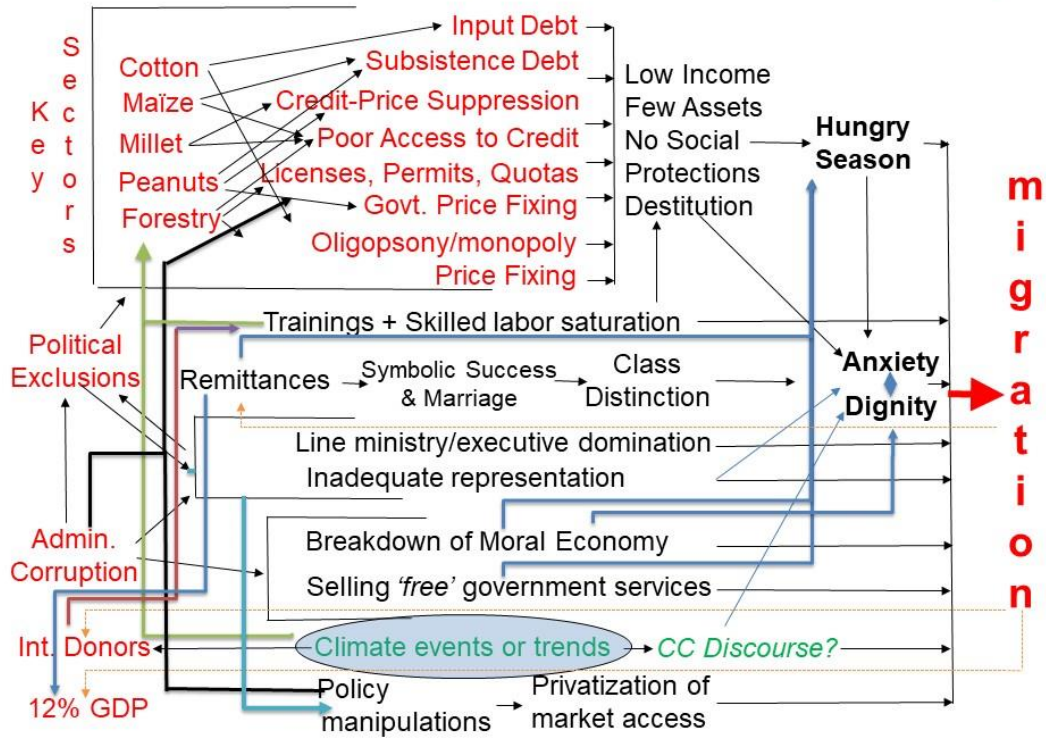 Key
Sectors
Cotton
Maïze
Millet
Peanuts
Forestry
Input Debt
Subsistence Debt
Credit-Price Suppression
Poor Access to Credit
Licenses, Permits, Quotas
Govt. Price Fixing
Oligopsony/monopoly
Price Fixing
Low Income
Few Assets
No Social
Protections
Destitution
Hungry
Season
migration
Trainings + Skilled labor saturation
Political
Exclusions
Remittances
Symbolic Success
& Marriage
Class
Distinction
Anxiety
Dignity
Line ministry/executive domination
Inadequate representation
Admin.
Corruption
Breakdown of Moral Economy
Selling ‘free’ government services
Int. Donors
Climate events or trends
CC Discourse?
12% GDP
Policy
manipulations
Privatization of
market access